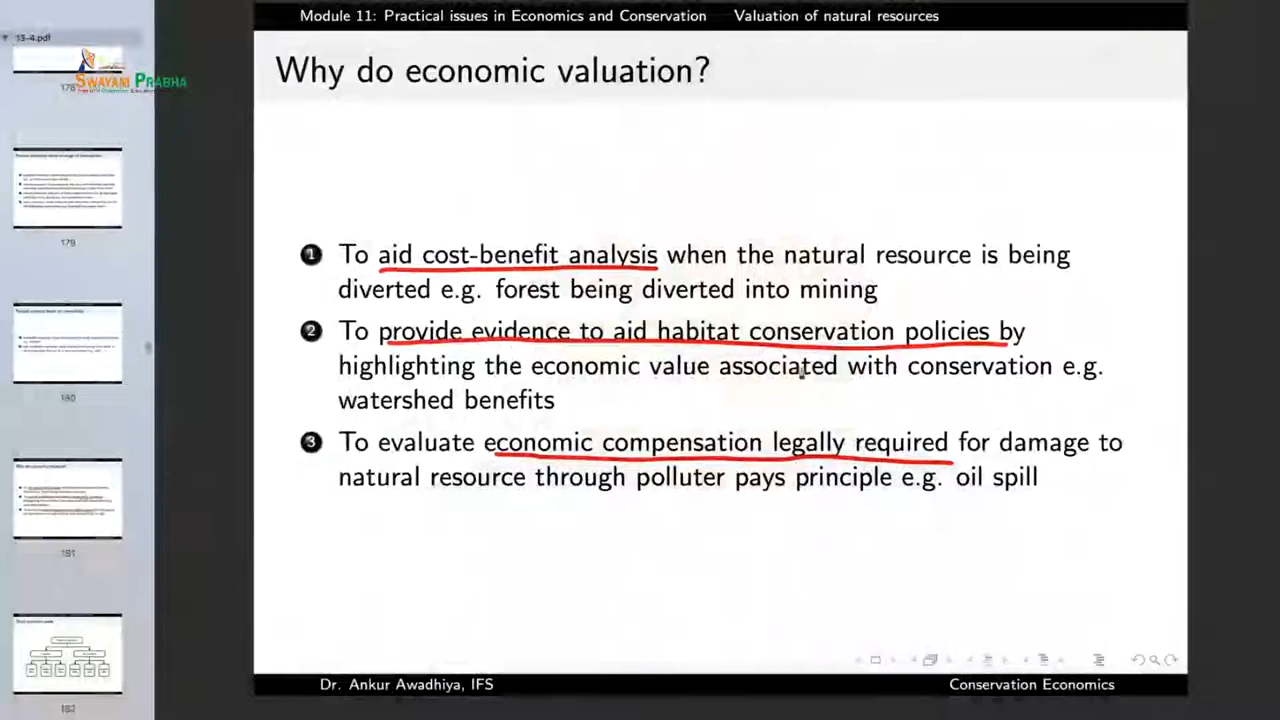 Module 11: Practical issues in Economics and Conservation Valuation of natural resources
13-4.pdf
SWAYAM PRABHA
178
179
180
181
182
Why do economic valuation?
1 To aid cost-benefit analysis when the natural resource is being
diverted e.g. forest being diverted into mining
2 To provide evidence to aid habitat conservation policies by
highlighting the economic value associated with conservation e.g.
watershed benefits
3 To evaluate economic compensation legally required for damage to
natural resource through polluter pays principle e.g. oil spill
Dr. Ankur Awadhiya, IFS Conservation Economics